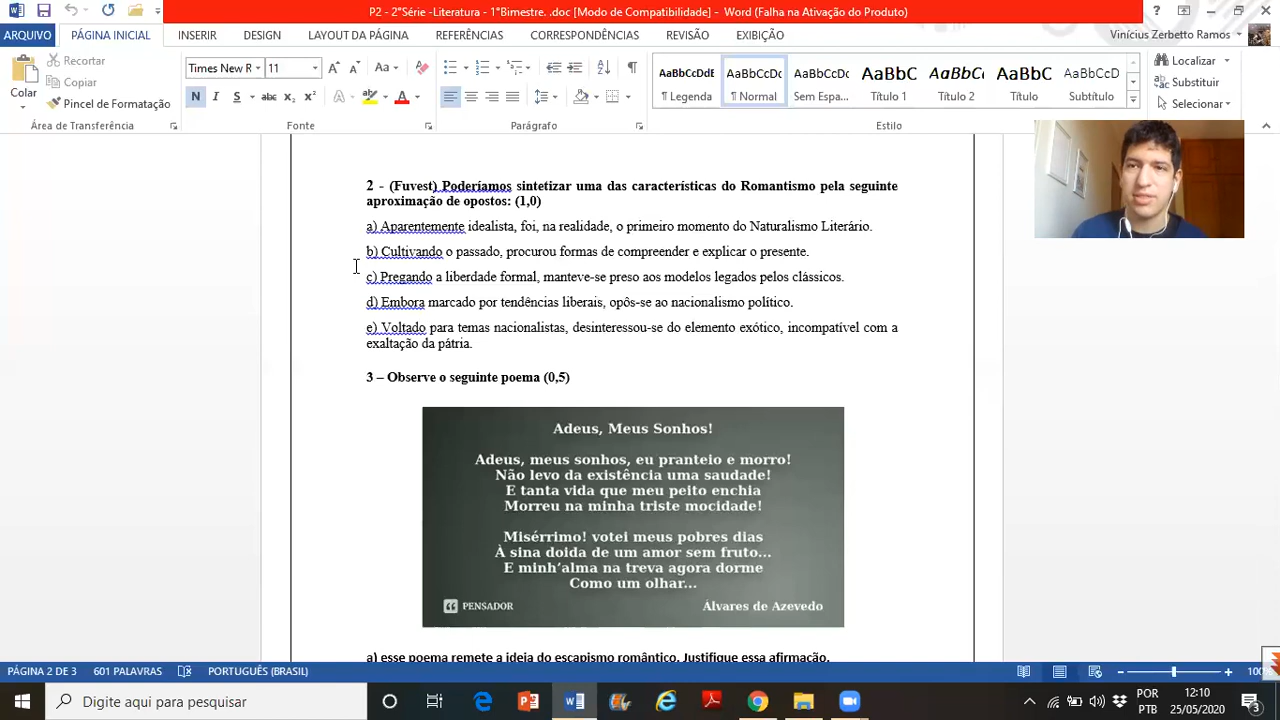 P2 - 2°Série -Literatura - 1°Bimestre. .doc [Modo de Compatibilidade] - Word (Falha na Ativação do Produto)
ARQUIVO PÁGINA INICIAL INSERIR DESIGN LAYOUT DA PÁGINA REFERÊNCIAS CORRESPONDÊNCIAS REVISÃO EXIBIÇÃO Vinícius Zerbetto Ramos
Colar
Recortar
Copiar
Pincel de Formatação
Área de Transferência
Times New R 11
N I S abc x₂ x²
Fonte
Parágrafo
AaBbCcDdE AaBbCcDc AaBbCcDc AaBbC AaBbCc AaBbC AaBbCcDd
¶ Legenda ¶ Normal Sem Espa... Título 1 Título 2 Título Subtítulo
Estilo
Localizar
Substituir
Selecionar
2 - (Fuvest) Poderíamos sintetizar uma das características do Romantismo pela seguinte
aproximação de opostos: (1,0)
a) Aparentemente idealista, foi, na realidade, o primeiro momento do Naturalismo Literário.
b) Cultivando o passado, procurou formas de compreender e explicar o presente.
c) Pregando a liberdade formal, manteve-se preso aos modelos legados pelos clássicos.
d) Embora marcado por tendências liberais, opôs-se ao nacionalismo político.
e) Voltado para temas nacionalistas, desinteressou-se do elemento exótico, incompatível com a
exaltação da pátria.
3 – Observe o seguinte poema (0,5)
Adeus, Meus Sonhos!
Adeus, meus sonhos, eu pranteio e morro!
Não levo da existência uma saudade!
E tanta vida que meu peito enchia
Morreu na minha triste mocidade!
Misérrimo! votei meus pobres dias
À sina doida de um amor sem fruto...
E minh'alma na treva agora dorme
Como um olhar...
PENSADOR Álvares de Azevedo
a) esse poema remete a ideia do escapismo romântico. Justifique essa afirmação.
PÁGINA 2 DE 3 601 PALAVRAS PORTUGUÊS (BRASIL) 100%
Digite aqui para pesquisar
POR
PTB
12:10
25/05/2020
3